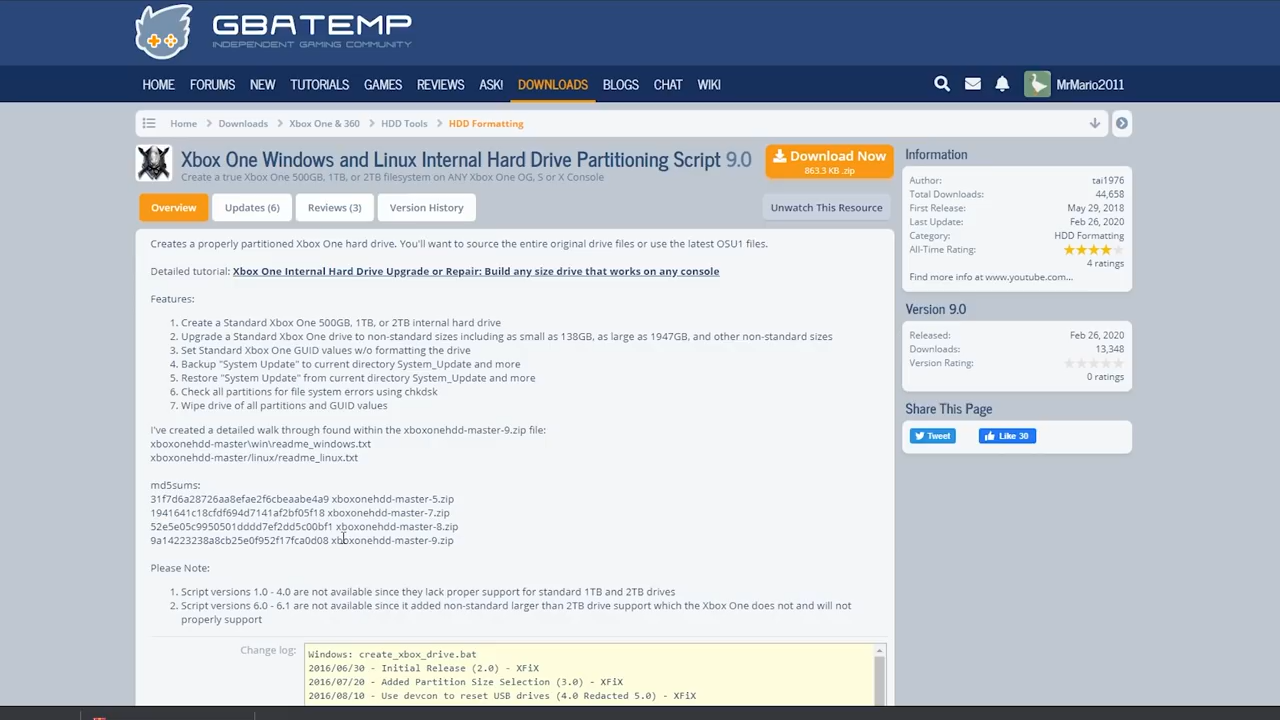 GBATEMP
INDEPENDENT GAMING COMMUNITY
HOME FORUMS NEW TUTORIALS GAMES REVIEWS ASK! DOWNLOADS BLOGS CHAT WIKI MrMario2011
Home Downloads Xbox One & 360 HDD Tools HDD Formatting
Xbox One Windows and Linux Internal Hard Drive Partitioning Script 9.0
Create a true Xbox One 500GB, 1TB, or 2TB filesystem on ANY Xbox One OG, S or X Console
Download Now
863.3 KB .zip
Overview Updates (6) Reviews (3) Version History Unwatch This Resource
Creates a properly partitioned Xbox One hard drive. You'll want to source the entire original drive files or use the latest OSU1 files.
Detailed tutorial: Xbox One Internal Hard Drive Upgrade or Repair: Build any size drive that works on any console
Features:
1. Create a Standard Xbox One 500GB, 1TB, or 2TB internal hard drive
2. Upgrade a Standard Xbox One drive to non-standard sizes including as small as 138GB, as large as 1947GB, and other non-standard sizes
3. Set Standard Xbox One GUID values w/o formatting the drive
4. Backup "System Update" to current directory System_Update and more
5. Restore "System Update" from current directory System_Update and more
6. Check all partitions for file system errors using chkdsk
7. Wipe drive of all partitions and GUID values
I've created a detailed walk through found within the xboxonehdd-master-9.zip file:
xboxonehdd-master\win\readme_windows.txt
xboxonehdd-master/linux/readme_linux.txt
md5sums:
31f7d6a28726aa8efae2f6cbeaabe4a9 xboxonehdd-master-5.zip
1941641c18cfdf694d7141af2bf05f18 xboxonehdd-master-7.zip
52e5e05c9950501dddd7ef2dd5c00bf1 xboxonehdd-master-8.zip
9a14223238a8cb25e0f952f17fca0d08 xboxonehdd-master-9.zip
Please Note:
1. Script versions 1.0 - 4.0 are not available since they lack proper support for standard 1TB and 2TB drives
2. Script versions 6.0 - 6.1 are not available since it added non-standard larger than 2TB drive support which the Xbox One does not and will not
properly support
Change log:
Windows: create_xbox_drive.bat
2016/06/30 - Initial Release (2.0) - XFiX
2016/07/20 - Added Partition Size Selection (3.0) - XFiX
2016/08/10 - Use devcon to reset USB drives (4.0 Redacted 5.0) - XFiX
Information
Author: tai1976
Total Downloads: 44,658
First Release: May 29, 2018
Last Update: Feb 26, 2020
Category: HDD Formatting
All-Time Rating:
4 ratings
Find more info at www.youtube.com...
Version 9.0
Released: Feb 26, 2020
Downloads: 13,348
Version Rating:
0 ratings
Share This Page
Tweet Like 30